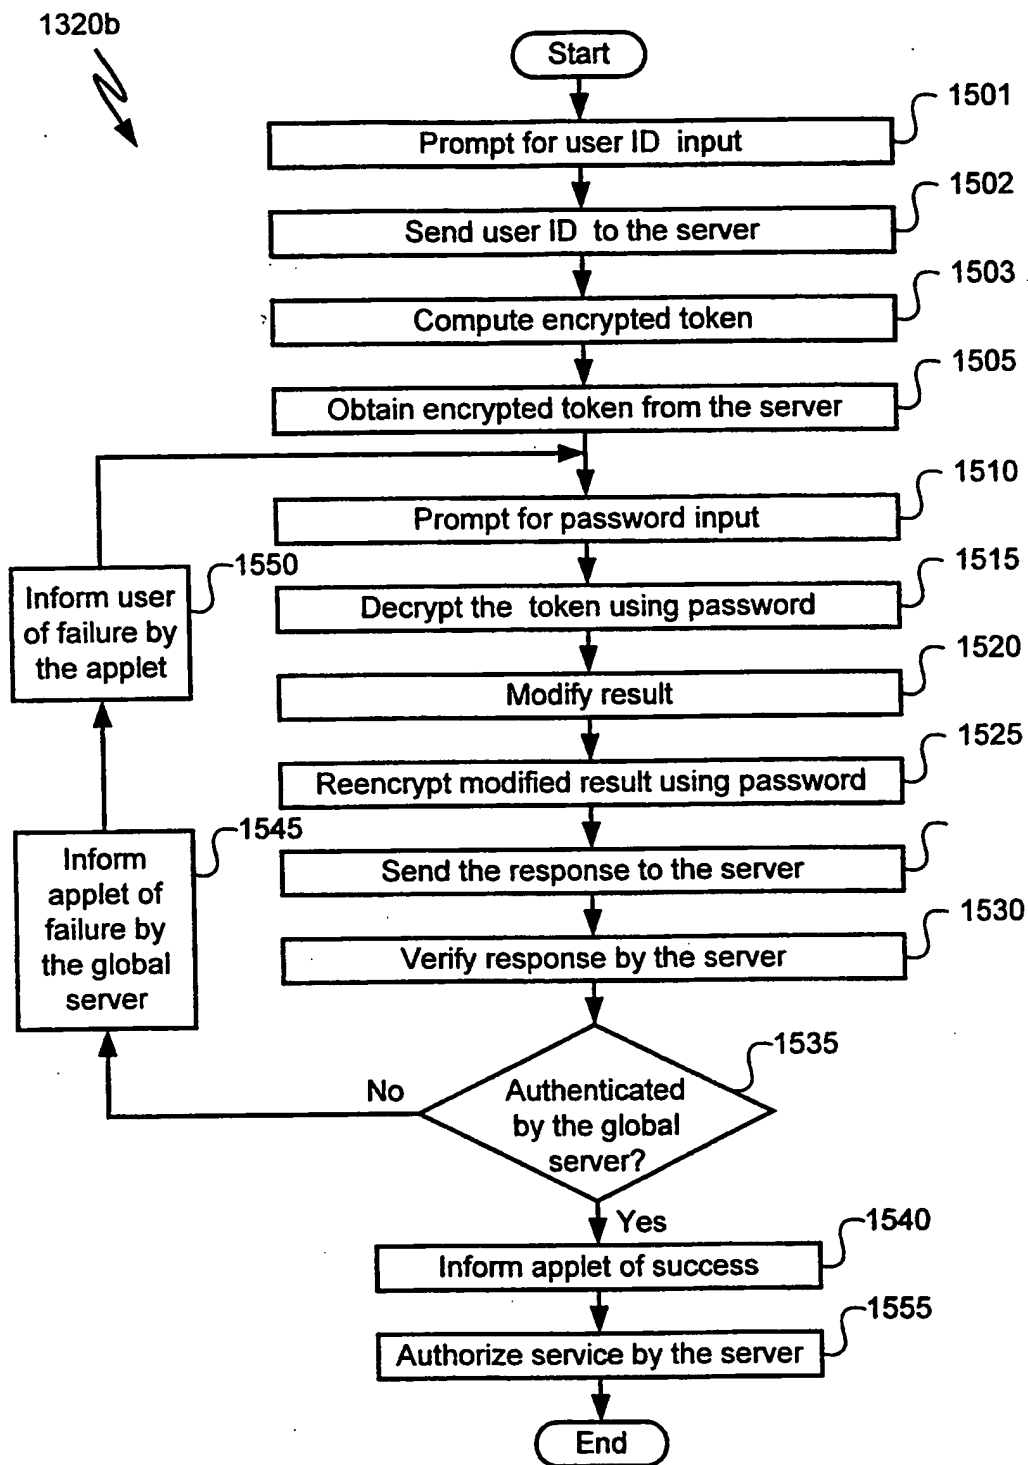 1320b
Start
1501
Prompt for user ID input
1502
Send user ID to the server
1503
Compute encrypted token
1505
Obtain encrypted token from the server
1510
Prompt for password input
1515
Decrypt the token using password
1520
Modify result
1525
Reencrypt modified result using password
Send the response to the server
1530
Verify response by the server
1535
Authenticated
by the global
server?
No
1545
Inform
applet of
failure by
the global
server
1550
Inform user
of failure by
the applet
Yes
1540
Inform applet of success
1555
Authorize service by the server
End